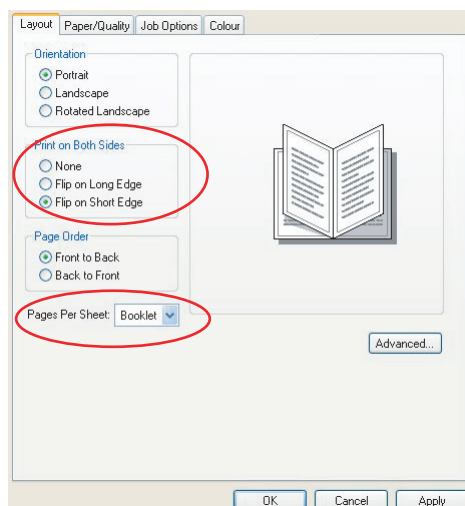 Layout Paper/Quality Job Options Colour
Orientation
Portrait
Landscape
Rotated Landscape
Print on Both Sides
None
Flip on Long Edge
Flip on Short Edge
Page Order
Front to Back
Back to Front
Pages Per Sheet: Booklet
Advanced...
OK Cancel Apply